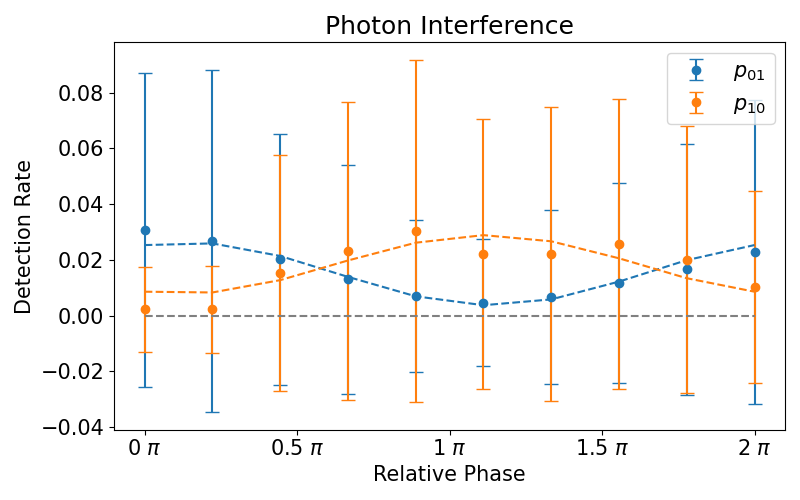 Photon Interference
p01
p10
Detection Rate
0.08
0.06
0.04
0.02
0.00
−0.02
−0.04
0 π 0.5 π 1 π 1.5 π 2 π
Relative Phase